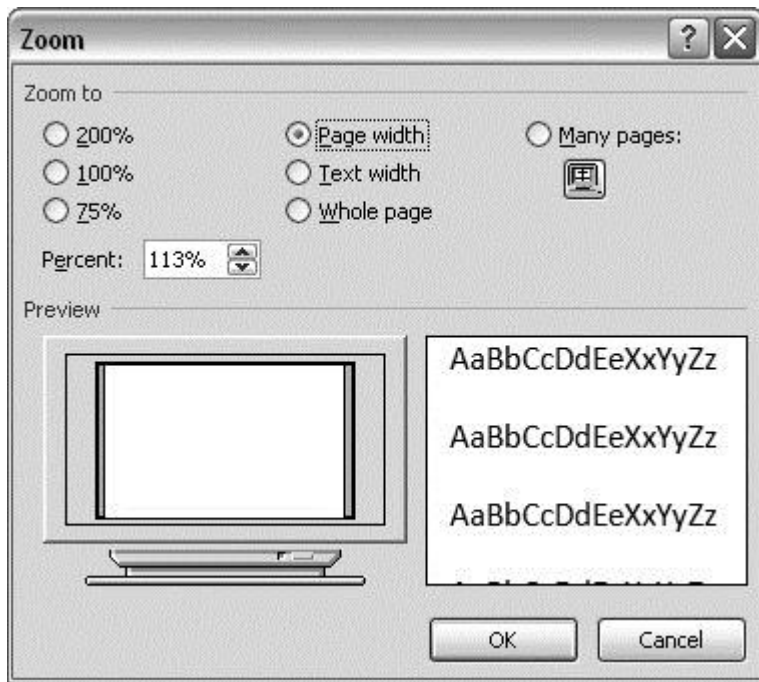 Zoom
Zoom to
200%
Page width
Many pages:
100%
Text width
75%
Whole page
Percent: 113%
Preview
AaBbCcDdEeXxYyZz
AaBbCcDdEeXxYyZz
AaBbCcDdEeXxYyZz
OK
Cancel